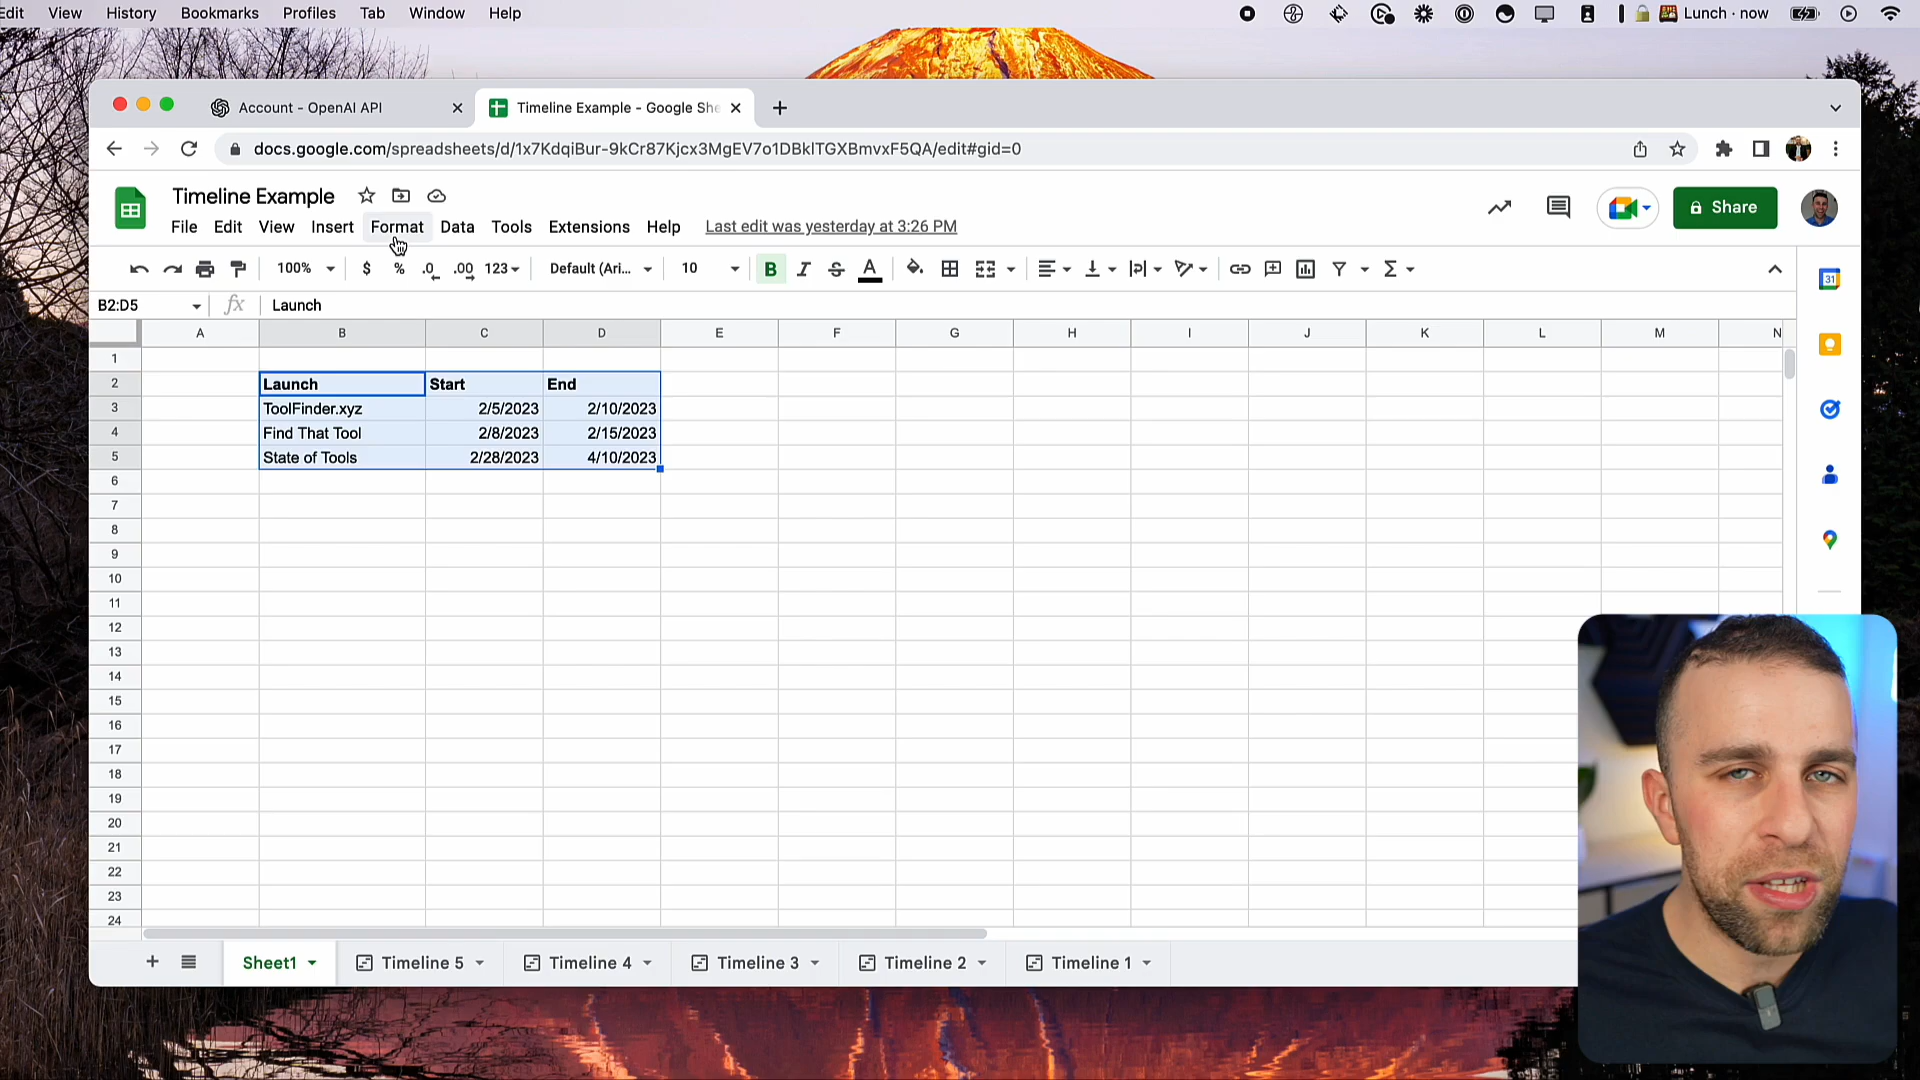 Edit View History Bookmarks Profiles Tab Window Help Lunch · now
Account - OpenAI API Timeline Example - Google She
docs.google.com/spreadsheets/d/1x7KdqiBur-9kCr87Kjcx3MgEV7o1DBklTGXBmvxF5QA/edit#gid=0
Timeline Example
File Edit View Insert Format Data Tools Extensions Help Last edit was yesterday at 3:26 PM
Share
100% $ % .0 .00 123 Default (Ari... 10 B I S A
31
B2:D5 fx Launch
A B C D E F G H I J K L M N
1
2 Launch Start End
3 ToolFinder.xyz 2/5/2023 2/10/2023
4 Find That Tool 2/8/2023 2/15/2023
5 State of Tools 2/28/2023 4/10/2023
6
7
8
9
10
11
12
13
14
15
16
17
18
19
20
21
22
23
24
Sheet1 Timeline 5 Timeline 4 Timeline 3 Timeline 2 Timeline 1